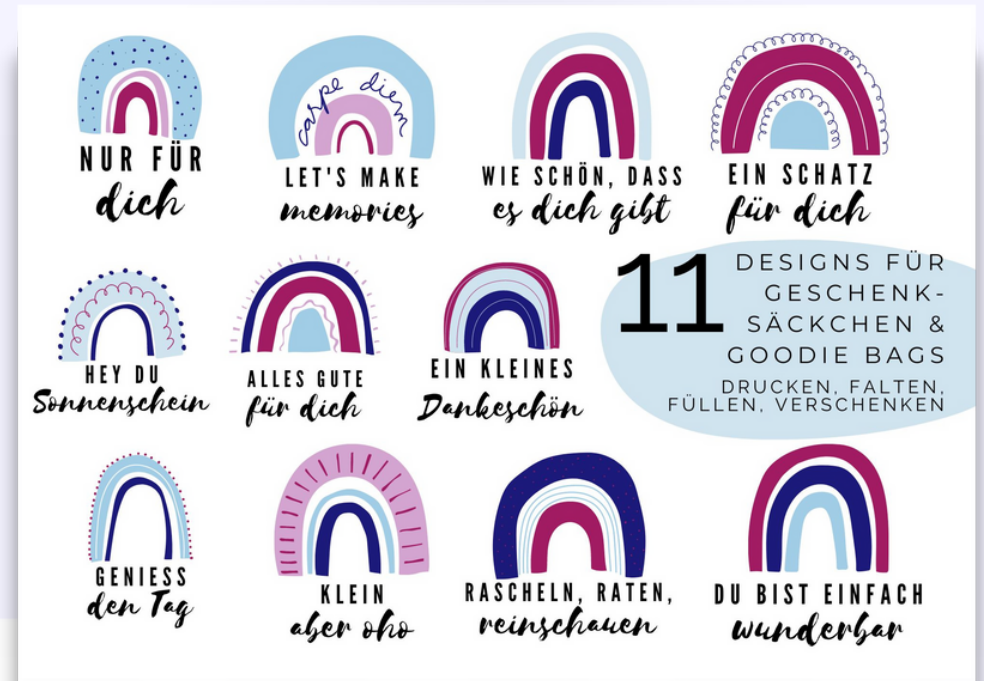 carpe diem
NUR FÜR
dich
LET'S MAKE
memories
WIE SCHÖN, DASS
es dich gibt
EIN SCHATZ
für dich
HEY DU
Sonnenschein
ALLES GUTE
für dich
EIN KLEINES
Dankeschön
11
DESIGNS FÜR
GESCHENK-
SÄCKCHEN &
GOODIE BAGS
DRUCKEN, FALTEN,
FÜLLEN, VERSCHENKEN
GENIESS
den Tag
KLEIN
aber oho
RASCHELN, RATEN,
reinschauen
DU BIST EINFACH
wunderbar